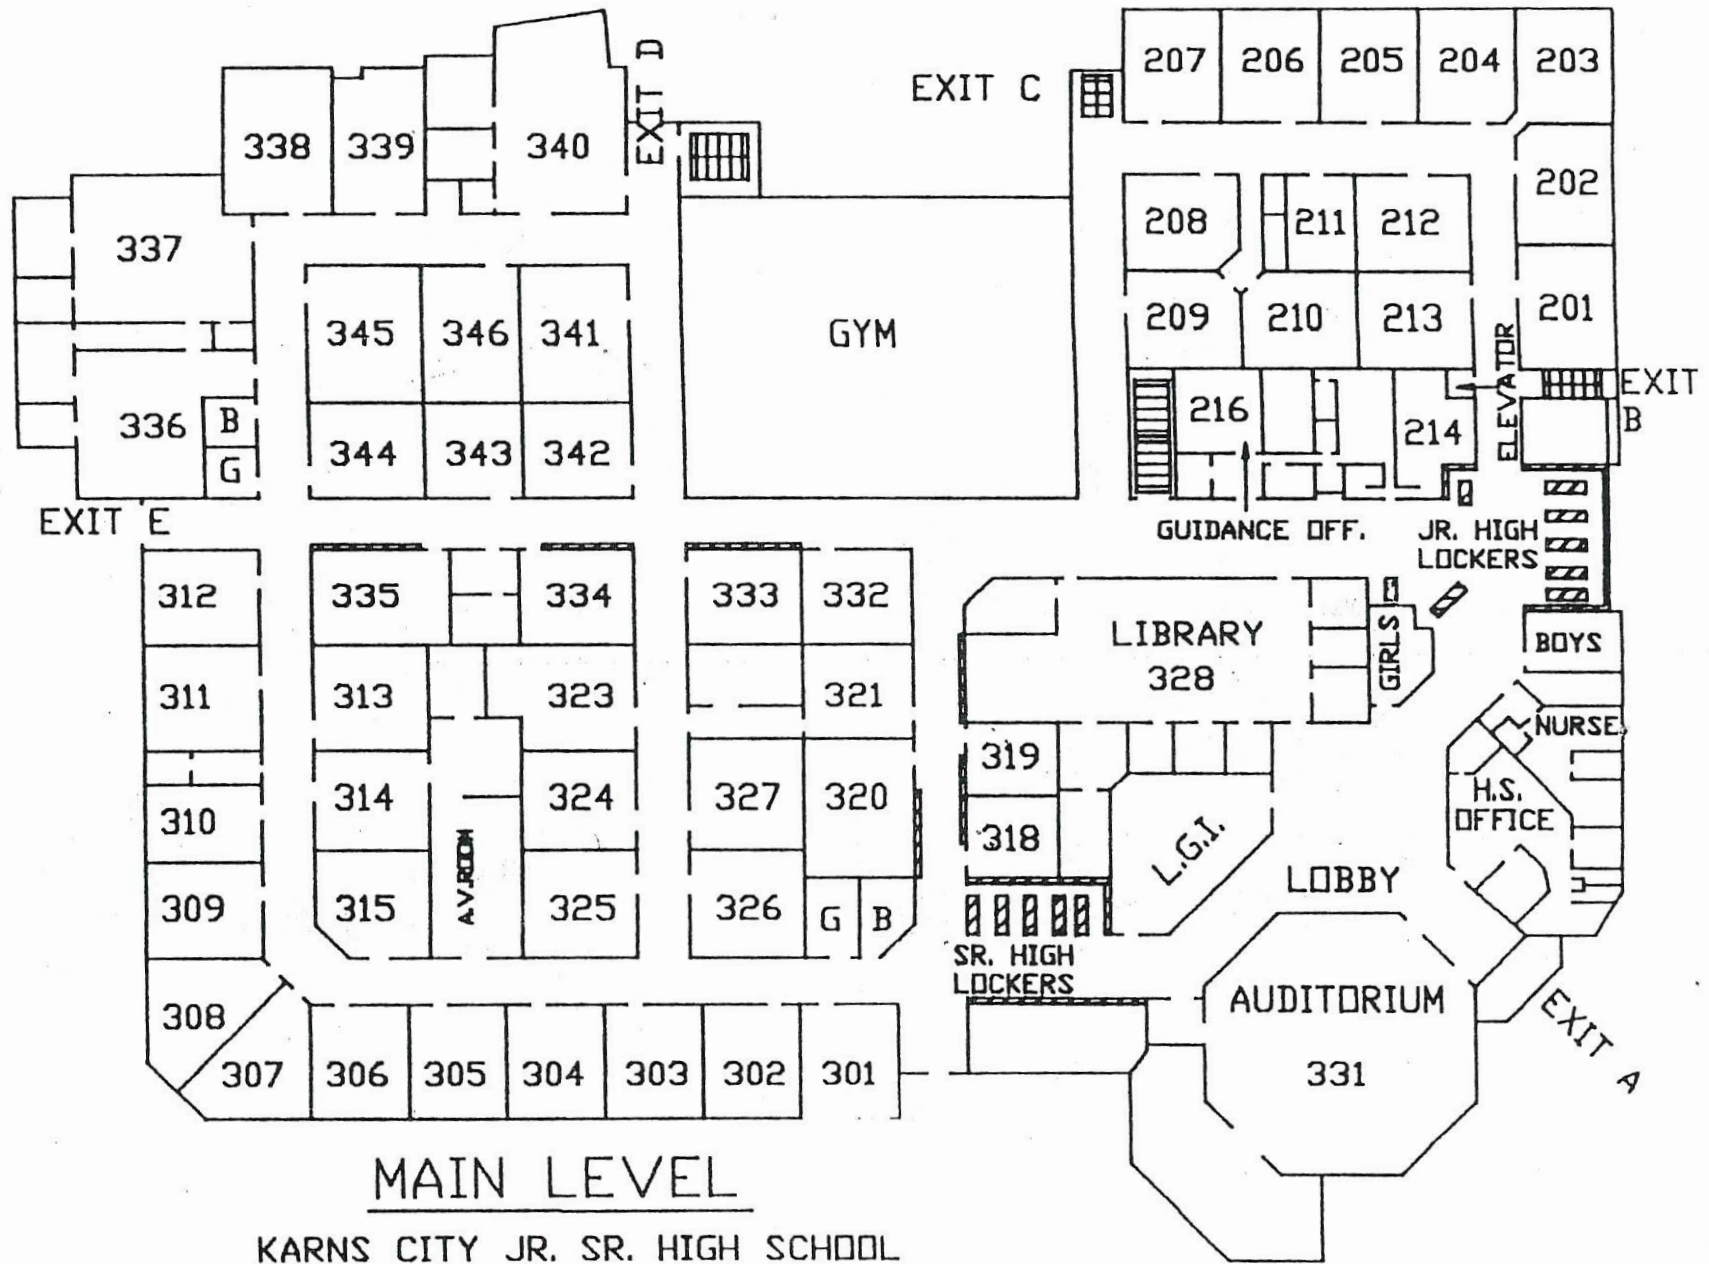 EXIT D
EXIT C
207 206 205 204 203
338 339 340
202
337
208 211 212
345 346 341
GYM
209 210 213 201
ELEVATOR
EXIT B
336
B
G
344 343 342
216
214
EXIT E
GUIDANCE OFF.
JR. HIGH
LOCKERS
312 335 334 333 332
LIBRARY
328
GIRLS
BOYS
311 313 323 321
NURSE
319
310 314 324 327 320
H.S.
OFFICE
318
L.G.I.
A.V.ROOM
LOBBY
309 315 325 326
G B
SR. HIGH
LOCKERS
AUDITORIUM
331
EXIT A
308
307 306 305 304 303 302 301
MAIN LEVEL
KARNS CITY JR. SR. HIGH SCHOOL